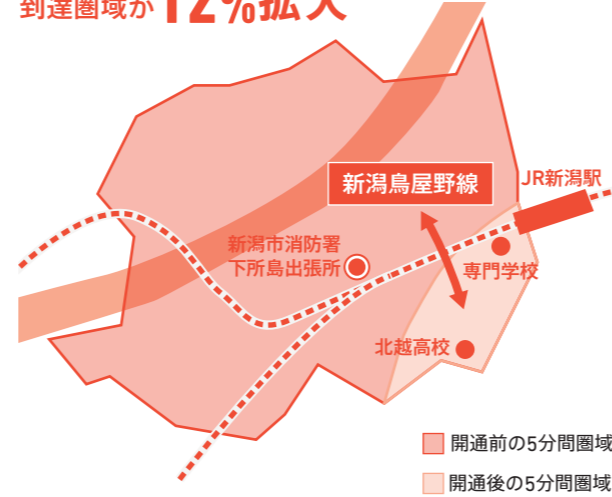 到達圏域が 12%拡大
新潟鳥屋野線
JR新潟駅
新潟市消防署
下所島出張所
専門学校
北越高校
開通前の5分間圏域
開通後の5分間圏域